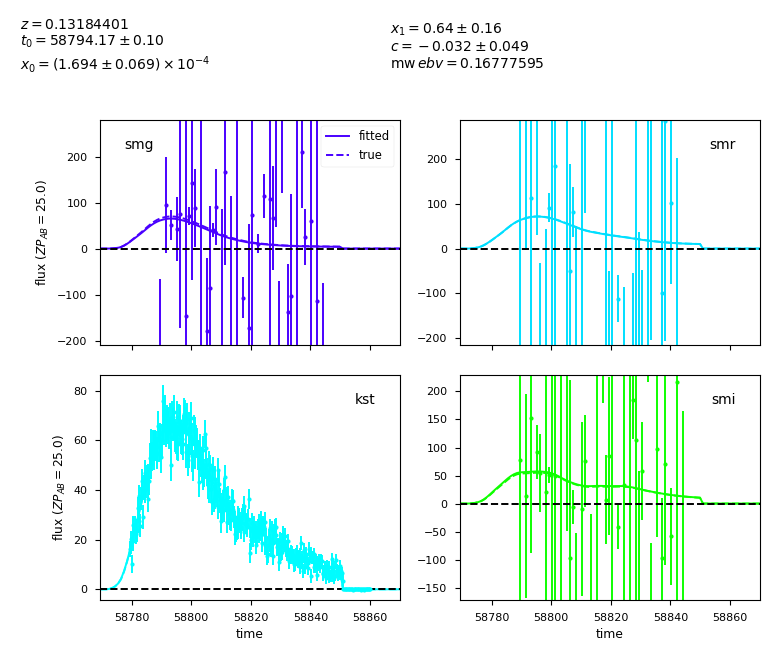 z = 0.13184401
t₀ = 58794.17 ± 0.10
x₀ = (1.694 ± 0.069) × 10⁻⁴
x₁ = 0.64 ± 0.16
c = −0.032 ± 0.049
mw ebv = 0.16777595
smg
fitted
true
flux (ZP_AB = 25.0)
200
100
0
−100
−200
smr
200
100
0
−100
−200
kst
flux (ZP_AB = 25.0)
80
60
40
20
0
58780 58800 58820 58840 58860
time
smi
200
150
100
50
0
−50
−100
−150
58780 58800 58820 58840 58860
time